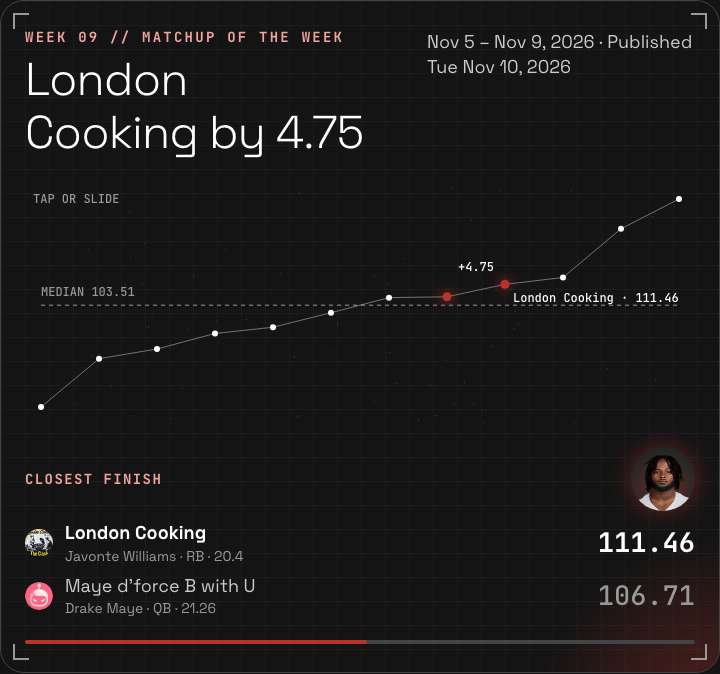 WEEK 09 // MATCHUP OF THE WEEK
Nov 5 – Nov 9, 2026 · Published
Tue Nov 10, 2026
London
Cooking by 4.75
TAP OR SLIDE
+4.75
MEDIAN 103.51
London Cooking · 111.46
CLOSEST FINISH
London Cooking
Javonte Williams · RB · 20.4
111.46
Maye d'force B with U
Drake Maye · QB · 21.26
106.71